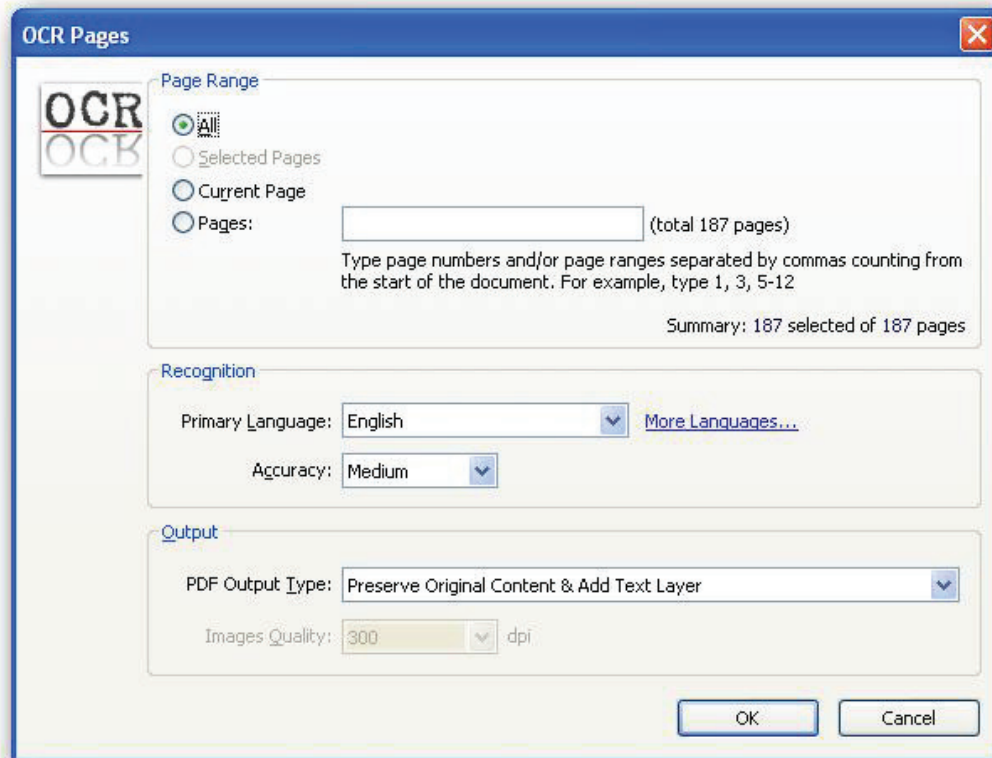 OCR Pages
OCR
Page Range
All
Selected Pages
Current Page
Pages: (total 187 pages)
Type page numbers and/or page ranges separated by commas counting from
the start of the document. For example, type 1, 3, 5-12
Summary: 187 selected of 187 pages
Recognition
Primary Language: English More Languages...
Accuracy: Medium
Output
PDF Output Type: Preserve Original Content & Add Text Layer
Images Quality: 300 dpi
OK Cancel